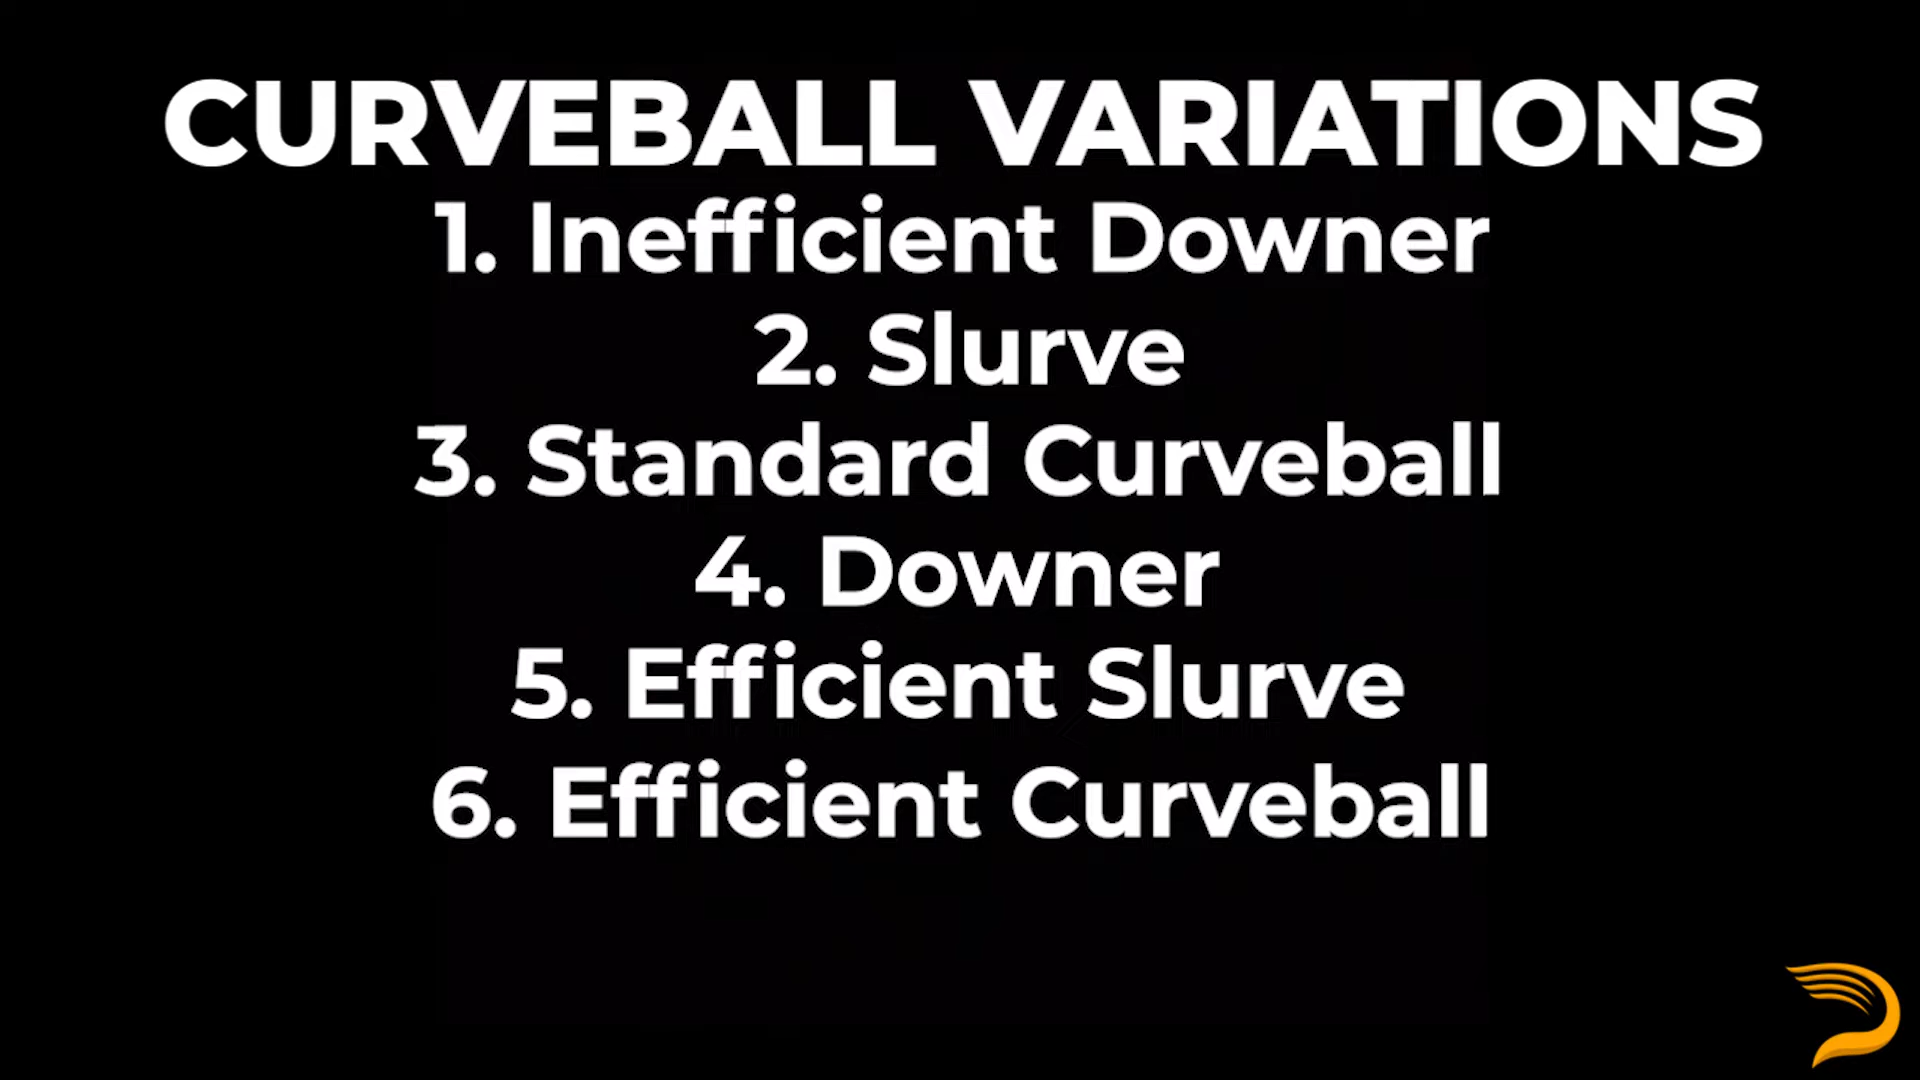 CURVEBALL VARIATIONS
1. Inefficient Downer
2. Slurve
3. Standard Curveball
4. Downer
5. Efficient Slurve
6. Efficient Curveball